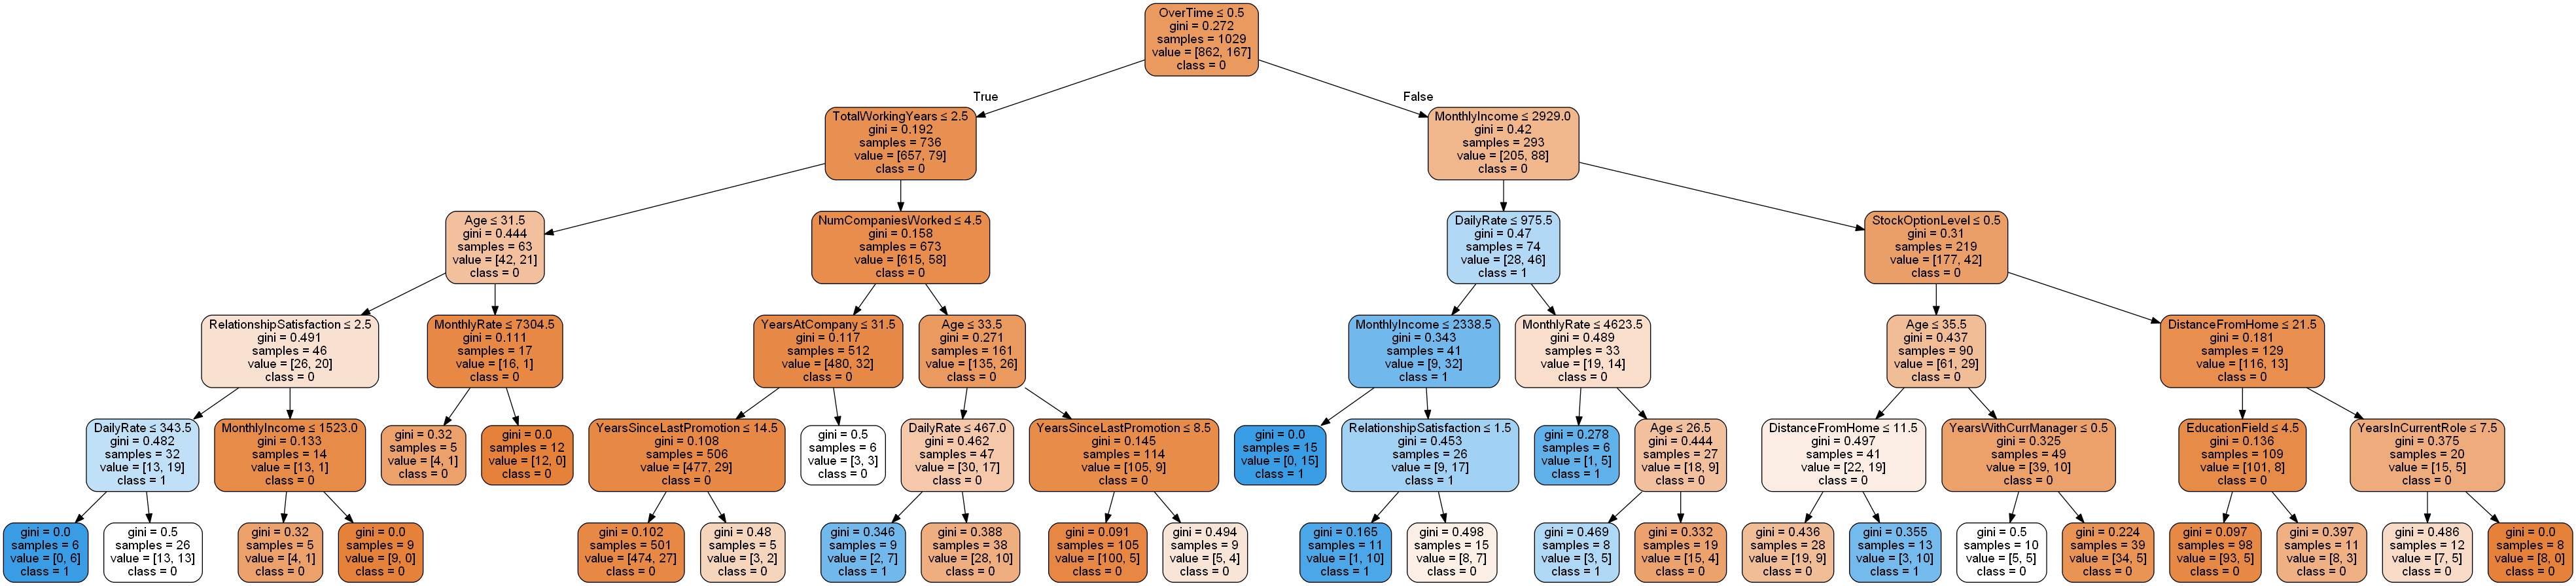 OverTime ≤ 0.5
gini = 0.272
samples = 1029
value = [862, 167]
class = 0
True
False
TotalWorkingYears ≤ 2.5
gini = 0.192
samples = 736
value = [657, 79]
class = 0
MonthlyIncome ≤ 2929.0
gini = 0.42
samples = 293
value = [205, 88]
class = 0
Age ≤ 31.5
gini = 0.444
samples = 63
value = [42, 21]
class = 0
NumCompaniesWorked ≤ 4.5
gini = 0.158
samples = 673
value = [615, 58]
class = 0
DailyRate ≤ 975.5
gini = 0.47
samples = 74
value = [28, 46]
class = 1
StockOptionLevel ≤ 0.5
gini = 0.31
samples = 219
value = [177, 42]
class = 0
RelationshipSatisfaction ≤ 2.5
gini = 0.491
samples = 46
value = [26, 20]
class = 0
MonthlyRate ≤ 7304.5
gini = 0.111
samples = 17
value = [16, 1]
class = 0
YearsAtCompany ≤ 31.5
gini = 0.117
samples = 512
value = [480, 32]
class = 0
Age ≤ 33.5
gini = 0.271
samples = 161
value = [135, 26]
class = 0
MonthlyIncome ≤ 2338.5
gini = 0.343
samples = 41
value = [9, 32]
class = 1
MonthlyRate ≤ 4623.5
gini = 0.489
samples = 33
value = [19, 14]
class = 0
Age ≤ 35.5
gini = 0.437
samples = 90
value = [61, 29]
class = 0
DistanceFromHome ≤ 21.5
gini = 0.181
samples = 129
value = [116, 13]
class = 0
DailyRate ≤ 343.5
gini = 0.482
samples = 32
value = [13, 19]
class = 1
MonthlyIncome ≤ 1523.0
gini = 0.133
samples = 14
value = [13, 1]
class = 0
gini = 0.32
samples = 5
value = [4, 1]
class = 0
gini = 0.0
samples = 12
value = [12, 0]
class = 0
YearsSinceLastPromotion ≤ 14.5
gini = 0.108
samples = 506
value = [477, 29]
class = 0
gini = 0.5
samples = 6
value = [3, 3]
class = 0
DailyRate ≤ 467.0
gini = 0.462
samples = 47
value = [30, 17]
class = 0
YearsSinceLastPromotion ≤ 8.5
gini = 0.145
samples = 114
value = [105, 9]
class = 0
gini = 0.0
samples = 15
value = [0, 15]
class = 1
RelationshipSatisfaction ≤ 1.5
gini = 0.453
samples = 26
value = [9, 17]
class = 1
gini = 0.278
samples = 6
value = [1, 5]
class = 1
Age ≤ 26.5
gini = 0.444
samples = 27
value = [18, 9]
class = 0
DistanceFromHome ≤ 11.5
gini = 0.497
samples = 41
value = [22, 19]
class = 0
YearsWithCurrManager ≤ 0.5
gini = 0.325
samples = 49
value = [39, 10]
class = 0
EducationField ≤ 4.5
gini = 0.136
samples = 109
value = [101, 8]
class = 0
YearsInCurrentRole ≤ 7.5
gini = 0.375
samples = 20
value = [15, 5]
class = 0
gini = 0.0
samples = 6
value = [0, 6]
class = 1
gini = 0.5
samples = 26
value = [13, 13]
class = 0
gini = 0.32
samples = 5
value = [4, 1]
class = 0
gini = 0.0
samples = 9
value = [9, 0]
class = 0
gini = 0.102
samples = 501
value = [474, 27]
class = 0
gini = 0.48
samples = 5
value = [3, 2]
class = 0
gini = 0.346
samples = 9
value = [2, 7]
class = 1
gini = 0.388
samples = 38
value = [28, 10]
class = 0
gini = 0.091
samples = 105
value = [100, 5]
class = 0
gini = 0.494
samples = 9
value = [5, 4]
class = 0
gini = 0.165
samples = 11
value = [1, 10]
class = 1
gini = 0.498
samples = 15
value = [8, 7]
class = 0
gini = 0.469
samples = 8
value = [3, 5]
class = 1
gini = 0.332
samples = 19
value = [15, 4]
class = 0
gini = 0.436
samples = 28
value = [19, 9]
class = 0
gini = 0.355
samples = 13
value = [3, 10]
class = 1
gini = 0.5
samples = 10
value = [5, 5]
class = 0
gini = 0.224
samples = 39
value = [34, 5]
class = 0
gini = 0.097
samples = 98
value = [93, 5]
class = 0
gini = 0.397
samples = 11
value = [8, 3]
class = 0
gini = 0.486
samples = 12
value = [7, 5]
class = 0
gini = 0.0
samples = 8
value = [8, 0]
class = 0